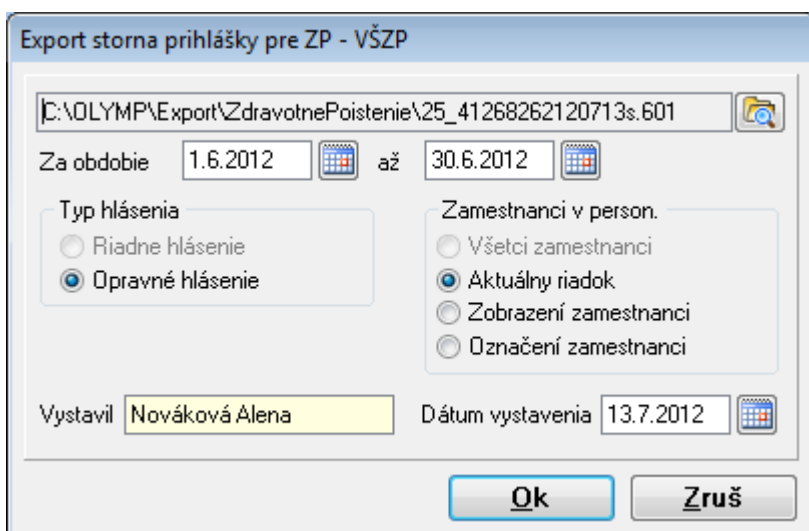 Export storna prihlášky pre ZP - VŠZP
C:\OLYMP\Export\ZdravotnePoistenie\25_41268262120713s.601
Za obdobie 1.6.2012 až 30.6.2012
Typ hlásenia
Riadne hlásenie
Opravné hlásenie
Zamestnanci v person.
Všetci zamestnanci
Aktuálny riadok
Zobrazení zamestnanci
Označení zamestnanci
Vystavil Nováková Alena Dátum vystavenia 13.7.2012
Ok Zruš